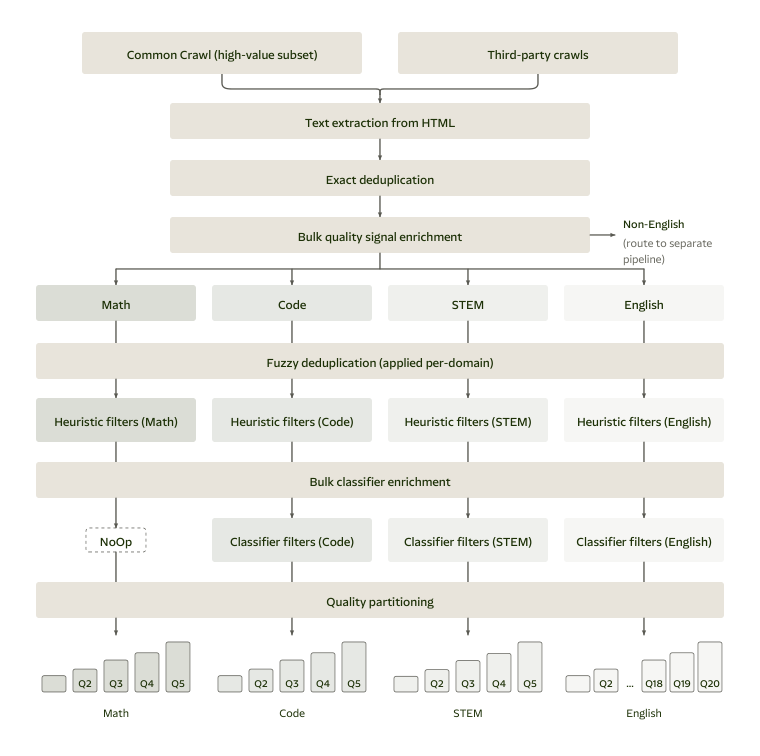 Common Crawl (high-value subset)
Third-party crawls
Text extraction from HTML
Exact deduplication
Bulk quality signal enrichment
Non-English
(route to separate
pipeline)
Math
Code
STEM
English
Fuzzy deduplication (applied per-domain)
Heuristic filters (Math)
Heuristic filters (Code)
Heuristic filters (STEM)
Heuristic filters (English)
Bulk classifier enrichment
NoOp
Classifier filters (Code)
Classifier filters (STEM)
Classifier filters (English)
Quality partitioning
Q2 Q3 Q4 Q5
Q2 Q3 Q4 Q5
Q2 Q3 Q4 Q5
Q2 ... Q18 Q19 Q20
Math
Code
STEM
English